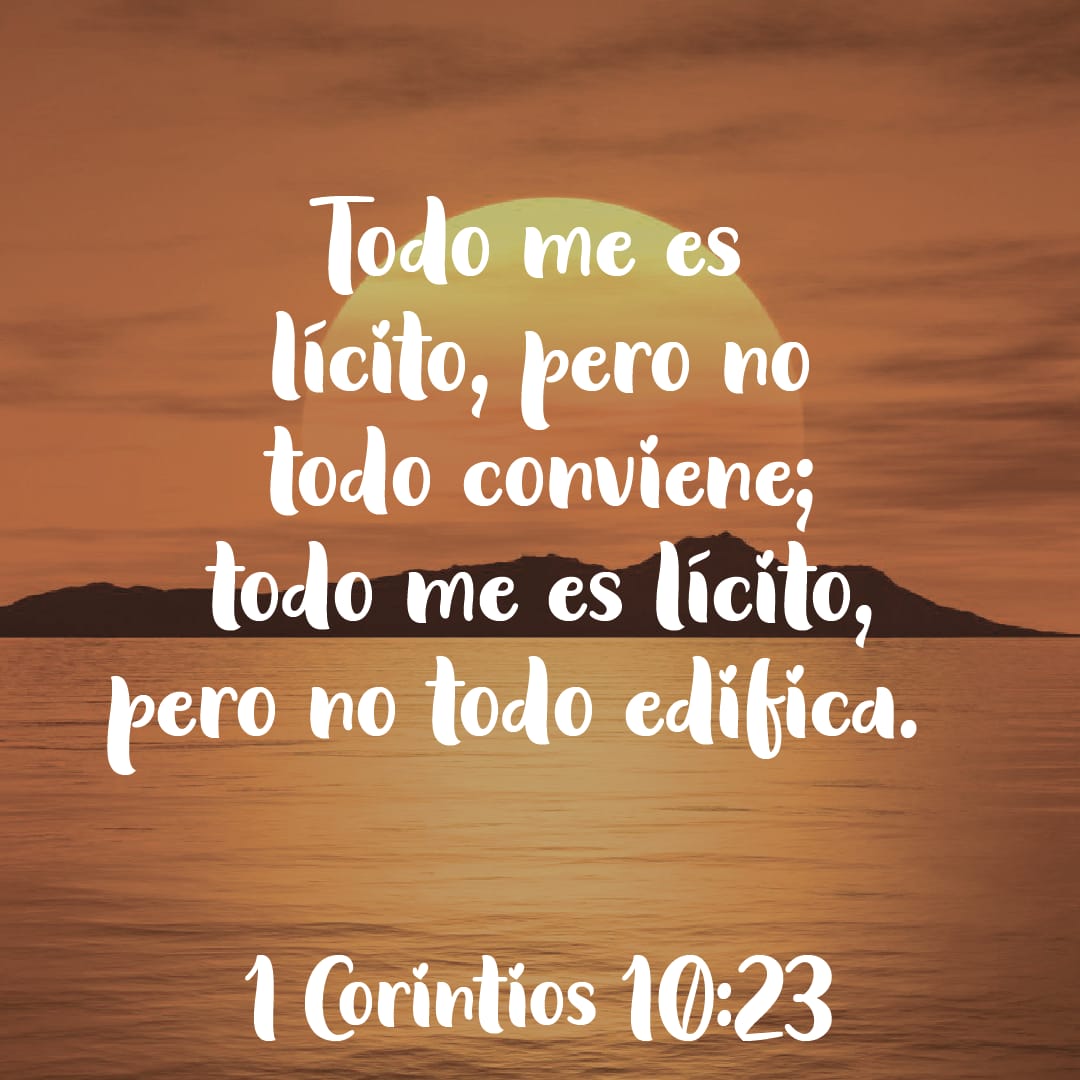 Todo me es
lícito, pero no
todo conviene;
todo me es lícito,
pero no todo edifica.
1 Corintios 10:23